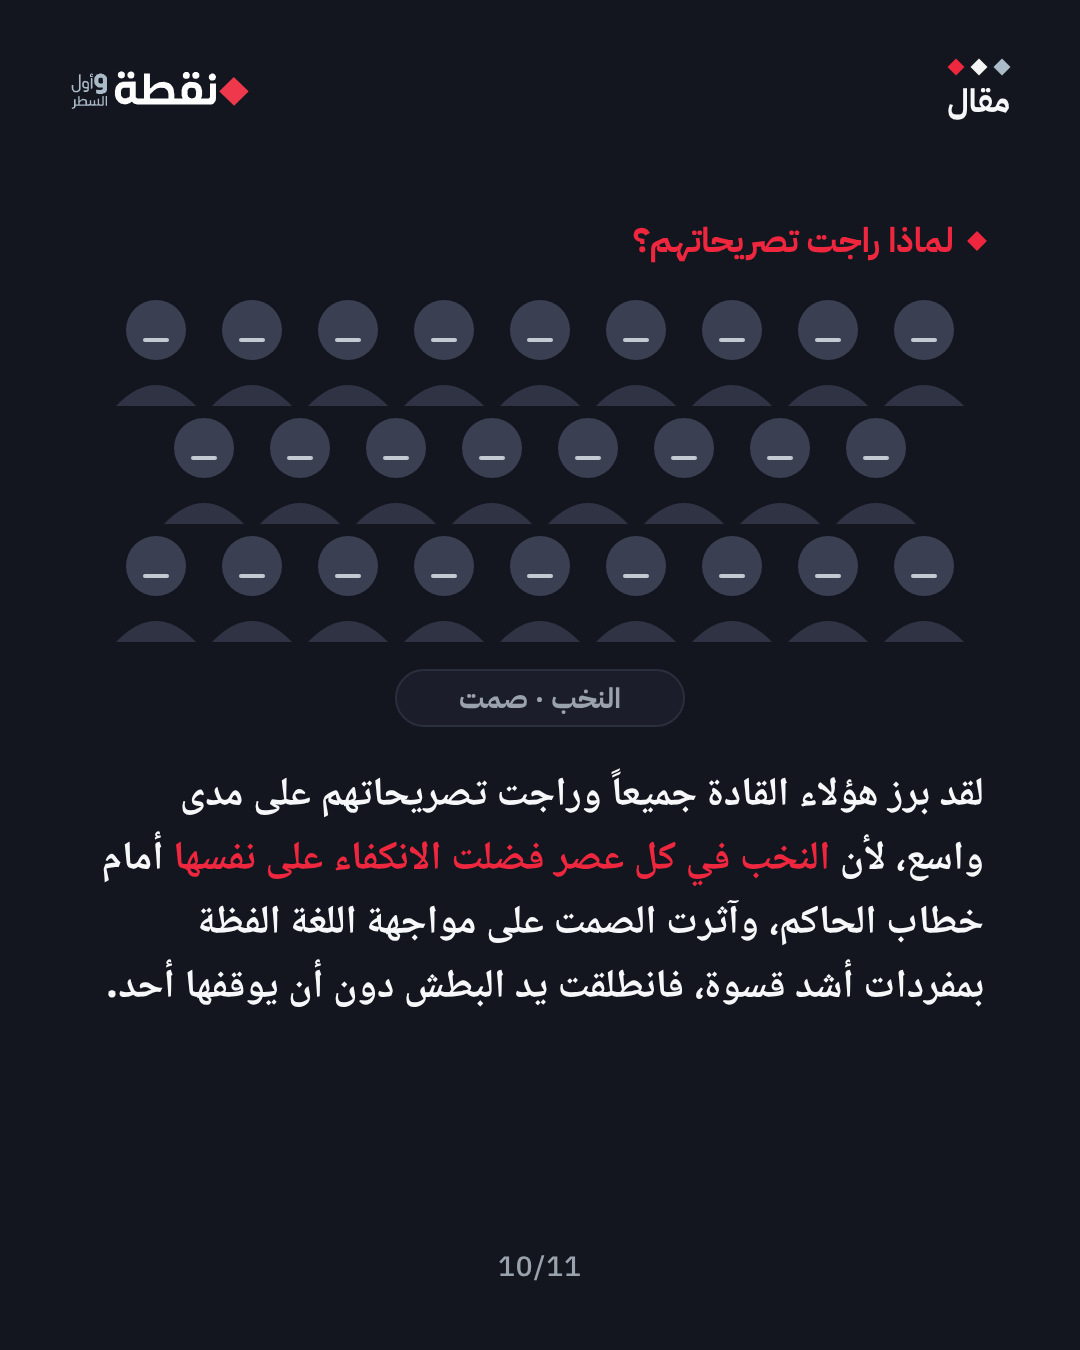 مقال
نقطة
وأول
السطر
لماذا راجت تصريحاتهم؟
النخب · صمت
لقد برز هؤلاء القادة جميعاً وراجت تصريحاتهم على مدى
واسع، لأن النخب في كل عصر فضلت الانكفاء على نفسها أمام
خطاب الحاكم، وآثرت الصمت على مواجهة اللغة الفظة
بمفردات أشد قسوة، فانطلقت يد البطش دون أن يوقفها أحد.
10/11